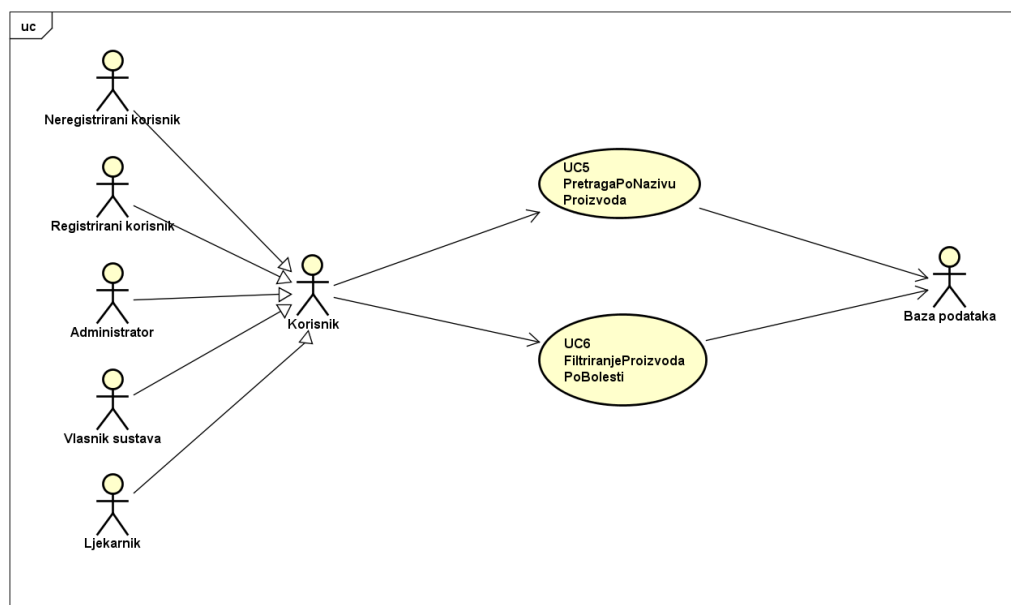 uc
Neregistrirani korisnik
Registrirani korisnik
Administrator
Vlasnik sustava
Ljekarnik
Korisnik
UC5
PretragaPoNazivu
Proizvoda
UC6
FiltriranjeProizvoda
PoBolesti
Baza podataka